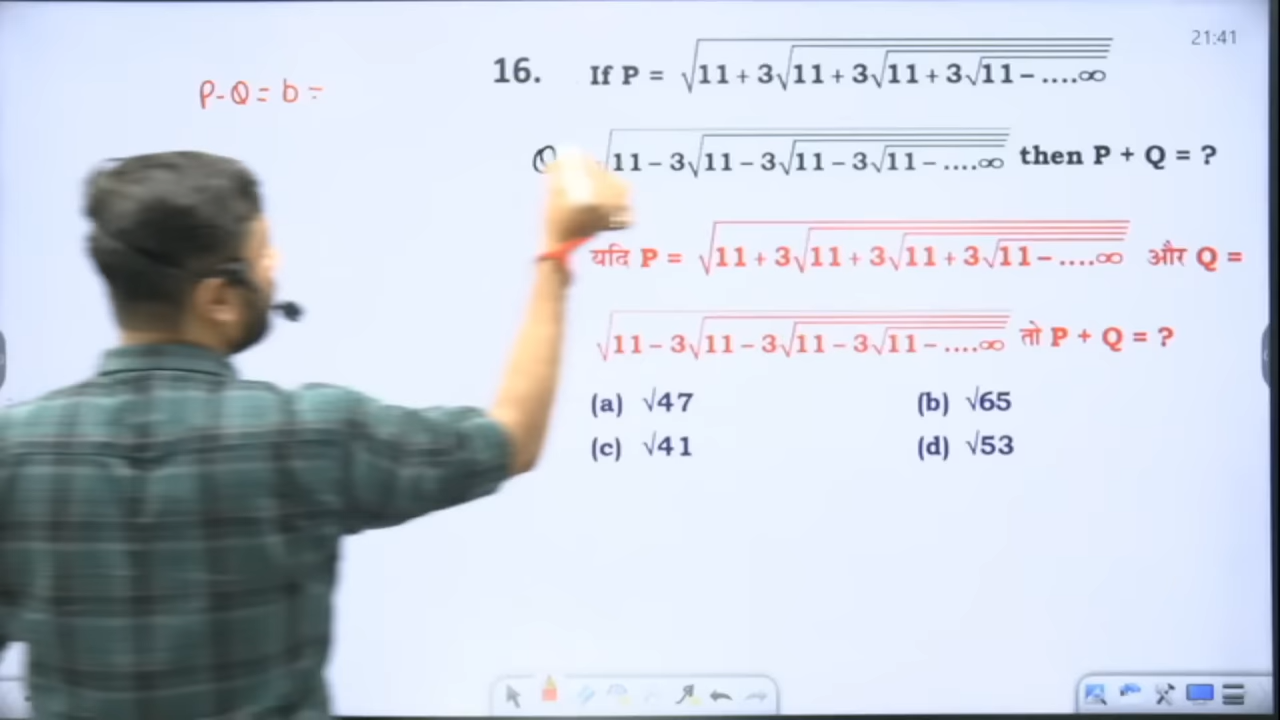 21:41
P-Q = b =
16. If P = √11 + 3√11 + 3√11 + 3√11 − ....∞
Q √11 − 3√11 − 3√11 − 3√11 − ....∞ then P + Q = ?
यदि P = √11 + 3√11 + 3√11 + 3√11 − ....∞ और Q =
√11 − 3√11 − 3√11 − 3√11 − ....∞ तो P + Q = ?
(a) √47 (b) √65
(c) √41 (d) √53